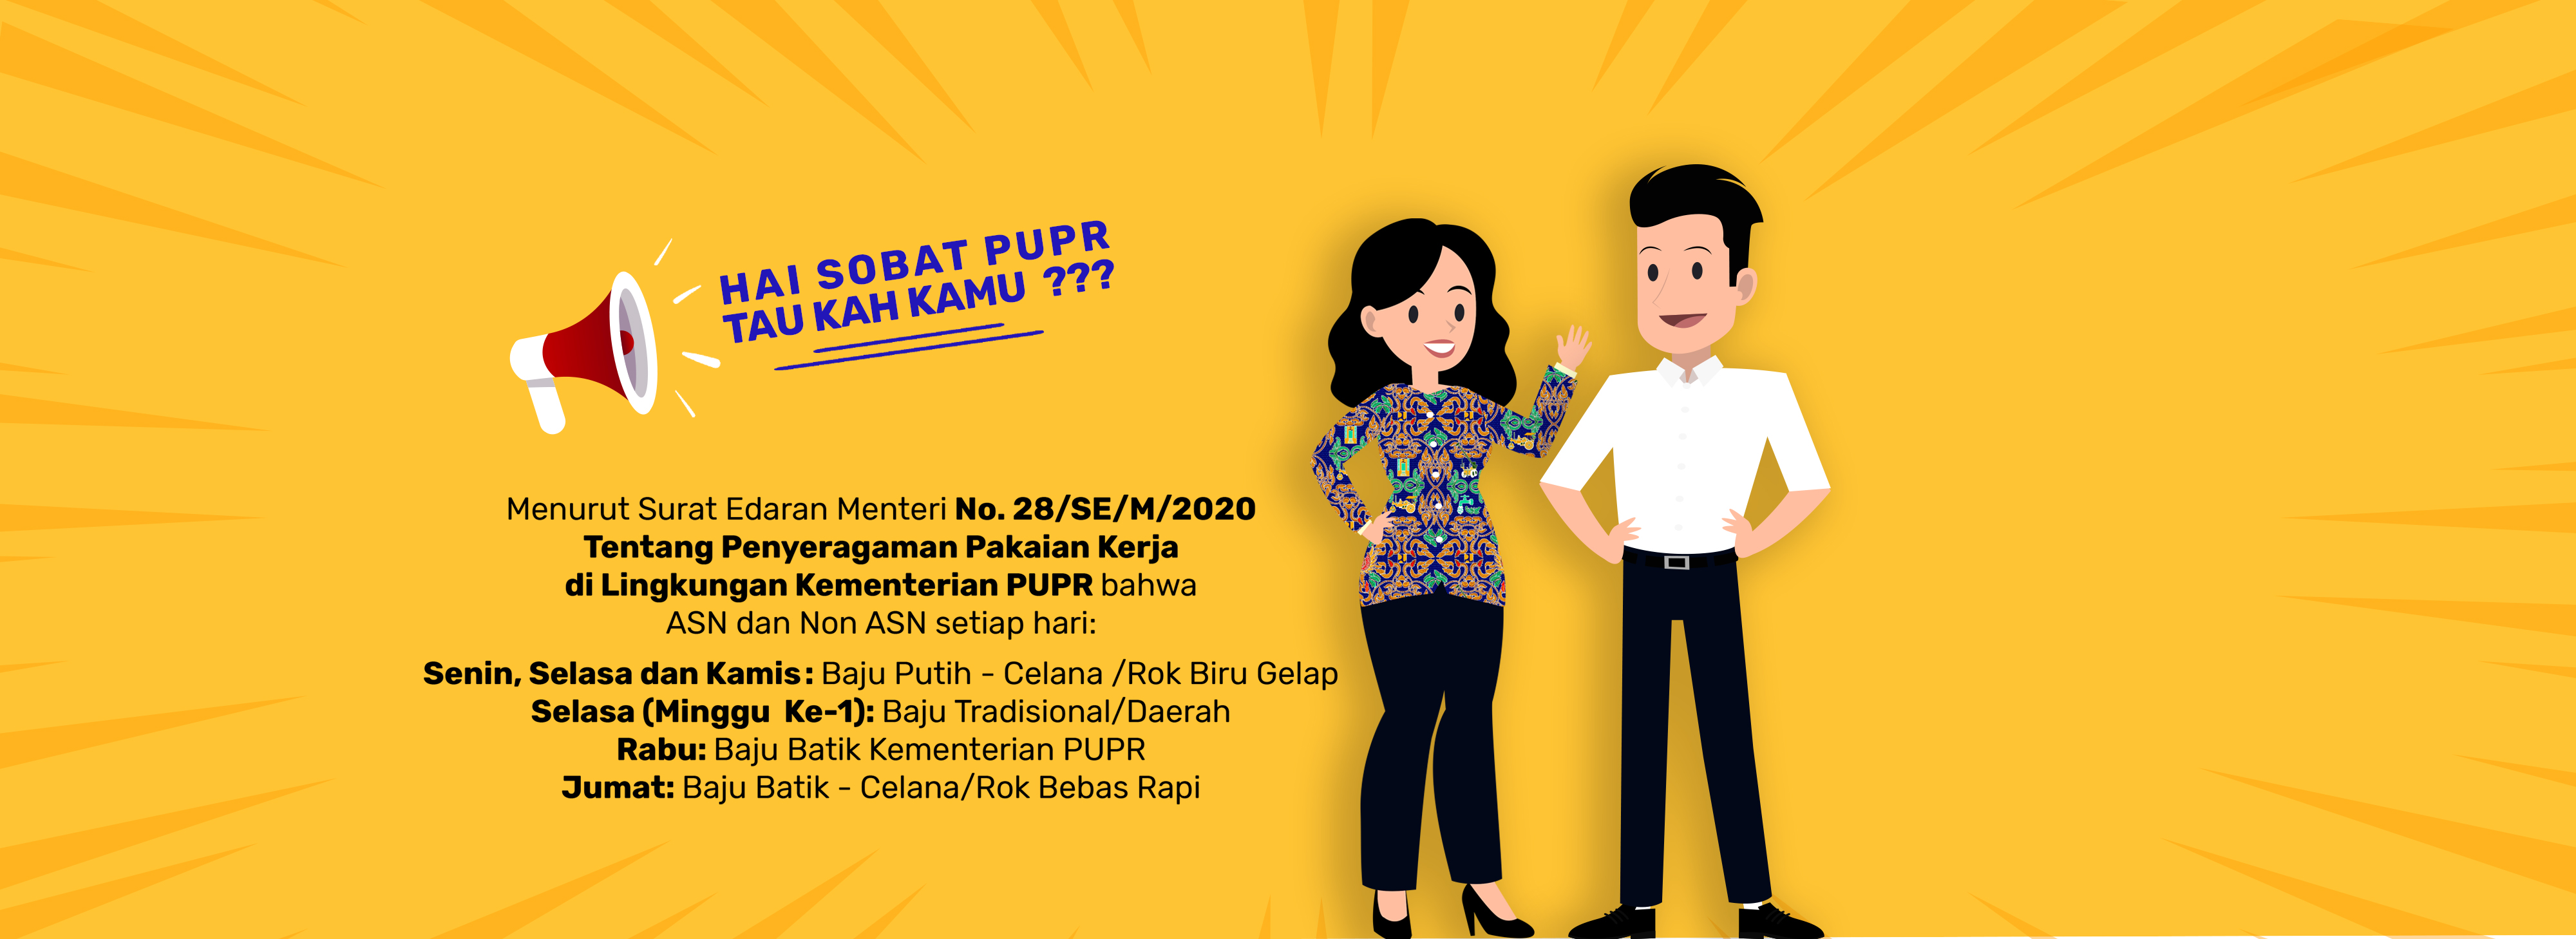 HAI SOBAT PUPR
TAU KAH KAMU ???
Menurut Surat Edaran Menteri No. 28/SE/M/2020
Tentang Penyeragaman Pakaian Kerja
di Lingkungan Kementerian PUPR bahwa
ASN dan Non ASN setiap hari:
Senin, Selasa dan Kamis : Baju Putih - Celana /Rok Biru Gelap
Selasa (Minggu Ke-1): Baju Tradisional/Daerah
Rabu: Baju Batik Kementerian PUPR
Jumat: Baju Batik - Celana/Rok Bebas Rapi